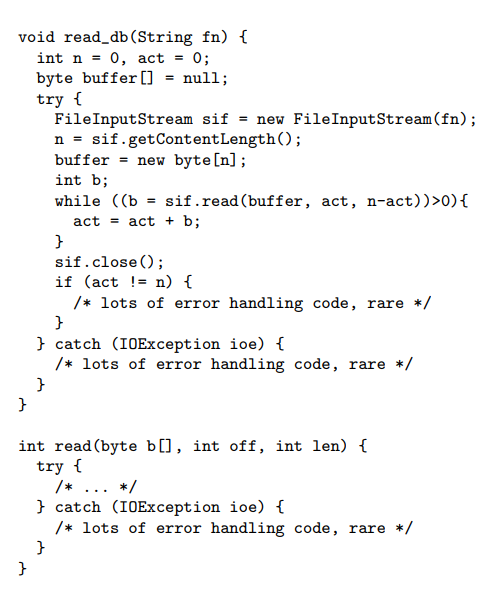 void read_db(String fn) {
  int n = 0, act = 0;
  byte buffer[] = null;
  try {
    FileInputStream sif = new FileInputStream(fn);
    n = sif.getContentLength();
    buffer = new byte[n];
    int b;
    while ((b = sif.read(buffer, act, n-act))>0){
      act = act + b;
    }
    sif.close();
    if (act != n) {
      /* lots of error handling code, rare */
    }
  } catch (IOException ioe) {
    /* lots of error handling code, rare */
  }
}

int read(byte b[], int off, int len) {
  try {
    /* ... */
  } catch (IOException ioe) {
    /* lots of error handling code, rare */
  }
}